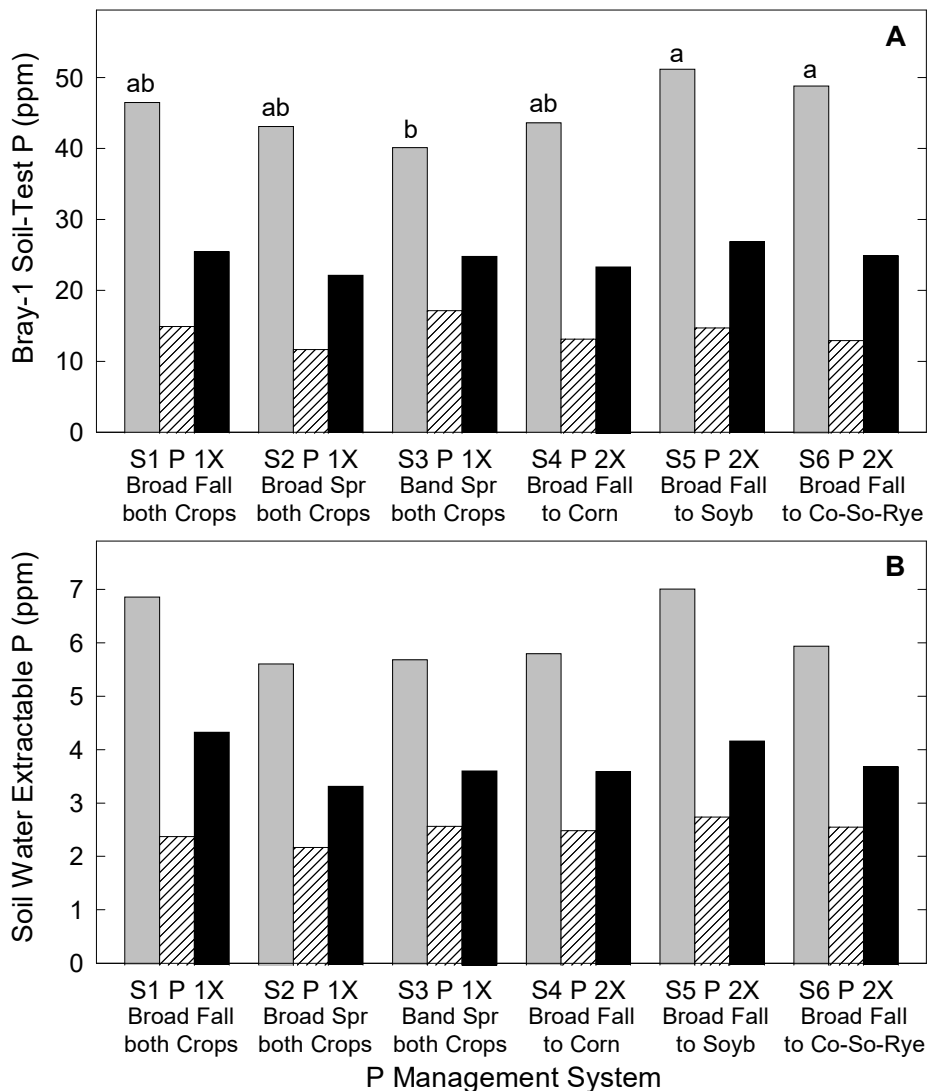 A
Bray-1 Soil-Test P (ppm)
50
40
30
20
10
0
ab
ab
b
ab
a
a
S1 P 1X
Broad Fall
both Crops
S2 P 1X
Broad Spr
both Crops
S3 P 1X
Band Spr
both Crops
S4 P 2X
Broad Fall
to Corn
S5 P 2X
Broad Fall
to Soyb
S6 P 2X
Broad Fall
to Co-So-Rye
B
Soil Water Extractable P (ppm)
7
6
5
4
3
2
1
0
S1 P 1X
Broad Fall
both Crops
S2 P 1X
Broad Spr
both Crops
S3 P 1X
Band Spr
both Crops
S4 P 2X
Broad Fall
to Corn
S5 P 2X
Broad Fall
to Soyb
S6 P 2X
Broad Fall
to Co-So-Rye
P Management System